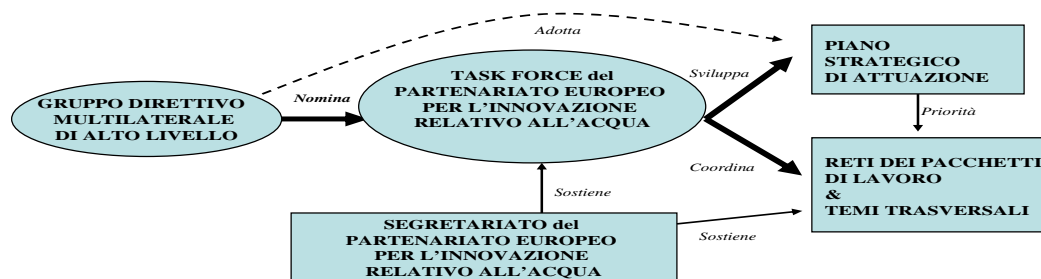 Adotta
PIANO
STRATEGICO
DI ATTUAZIONE
Sviluppa
TASK FORCE del
PARTENARIATO EUROPEO
PER L'INNOVAZIONE
RELATIVO ALL'ACQUA
Nomina
GRUPPO DIRETTIVO
MULTILATERALE
DI ALTO LIVELLO
Priorità
Coordina
RETI DEI PACCHETTI
DI LAVORO
&
TEMI TRASVERSALI
Sostiene
SEGRETARIATO del
PARTENARIATO EUROPEO
PER L'INNOVAZIONE
RELATIVO ALL'ACQUA
Sostiene